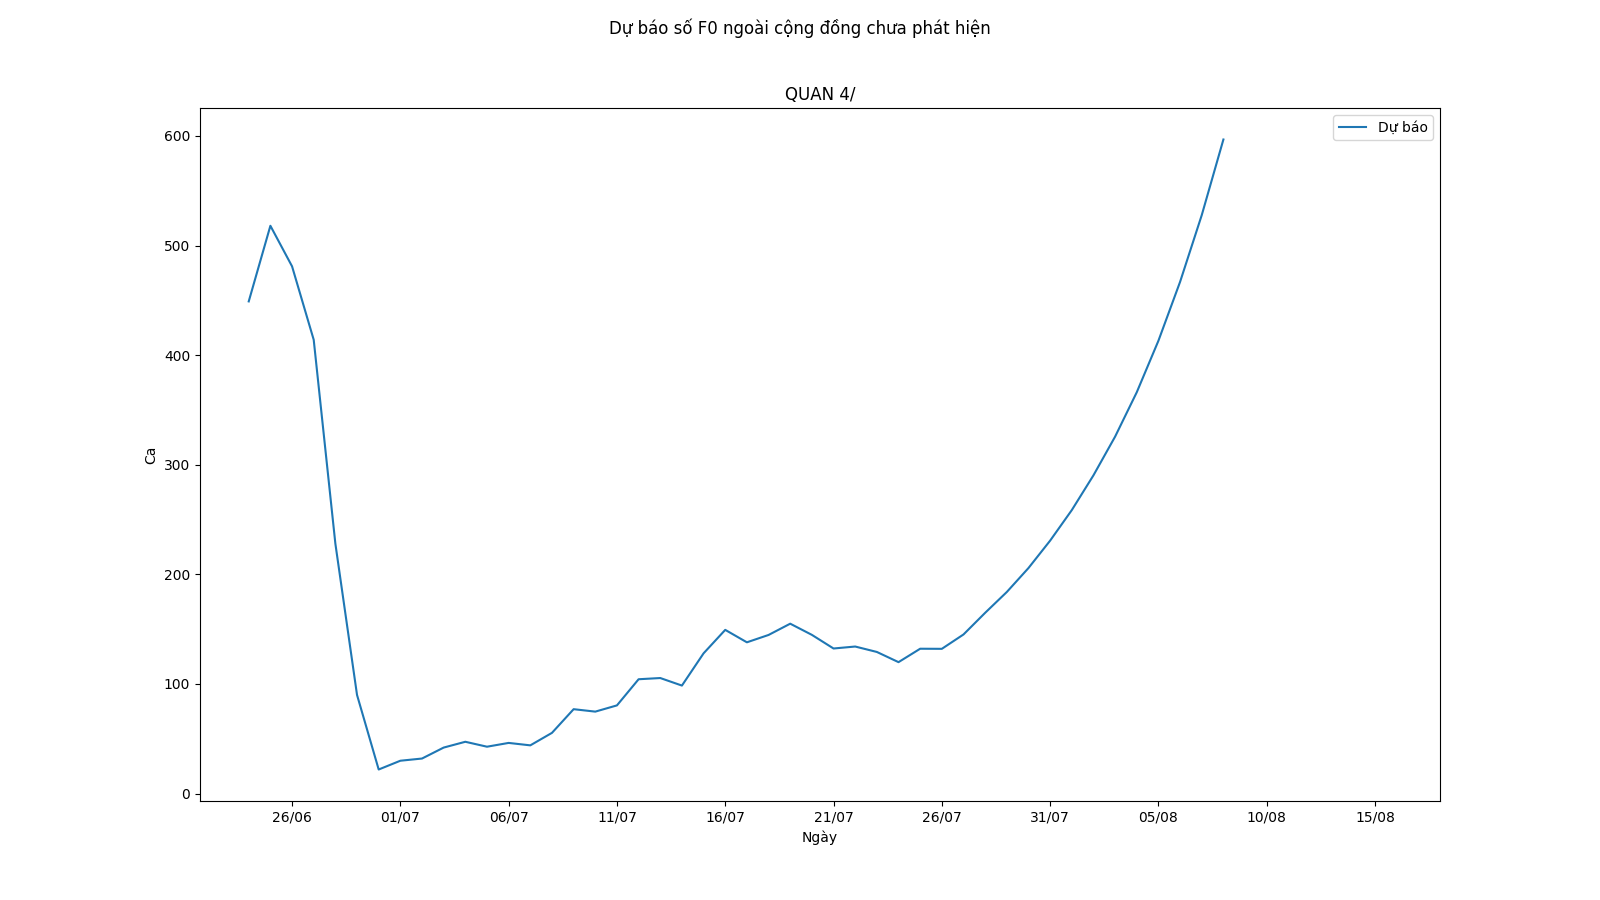 Dự báo số F0 ngoài cộng đồng chưa phát hiện
QUAN 4/
Dự báo
Ca
600
500
400
300
200
100
0
26/06 01/07 06/07 11/07 16/07 21/07 26/07 31/07 05/08 10/08 15/08
Ngày